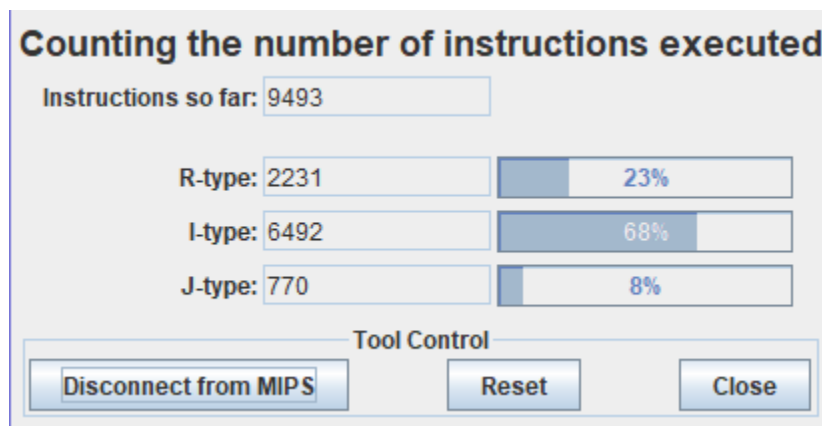 Counting the number of instructions executed
Instructions so far: 9493
R-type: 2231 23%
I-type: 6492 68%
J-type: 770 8%
Tool Control
Disconnect from MIPS Reset Close